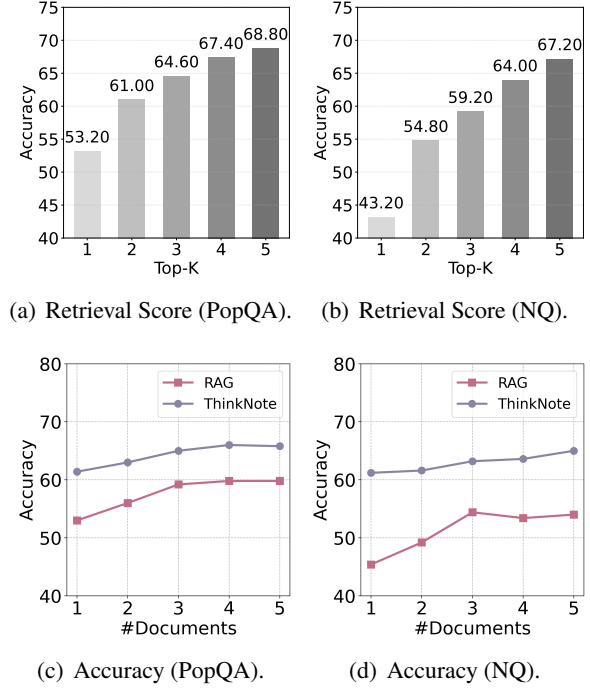 75
70
65
60
55
50
45
40
Accuracy
53.20
61.00
64.60
67.40
68.80
1 2 3 4 5
Top-K
(a) Retrieval Score (PopQA).
75
70
65
60
55
50
45
40
Accuracy
43.20
54.80
59.20
64.00
67.20
1 2 3 4 5
Top-K
(b) Retrieval Score (NQ).
80
70
60
50
40
Accuracy
RAG
ThinkNote
1 2 3 4 5
#Documents
(c) Accuracy (PopQA).
80
70
60
50
40
Accuracy
RAG
ThinkNote
1 2 3 4 5
#Documents
(d) Accuracy (NQ).